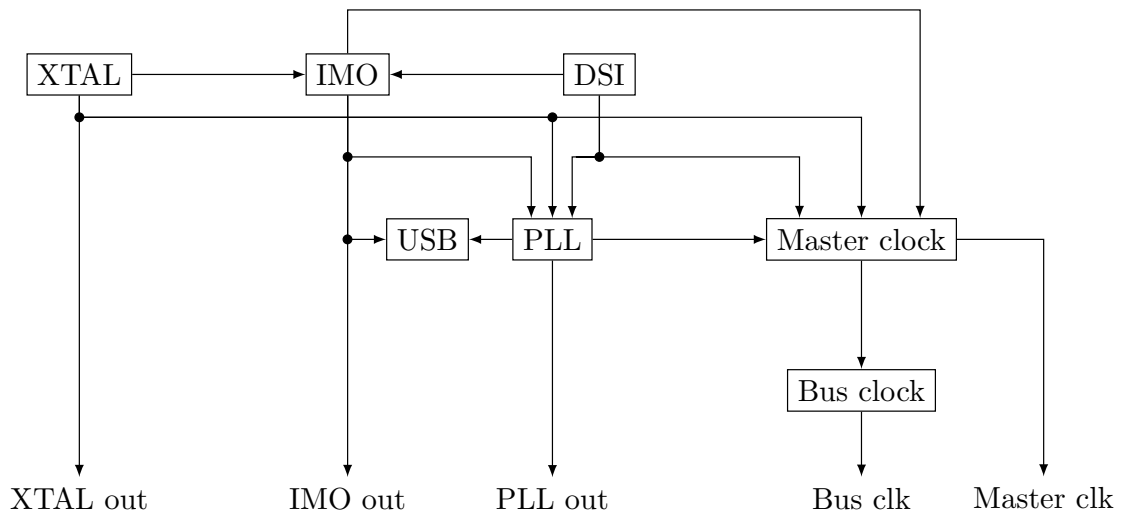 XTAL
IMO
DSI
USB
PLL
Master clock
Bus clock
XTAL out
IMO out
PLL out
Bus clk
Master clk